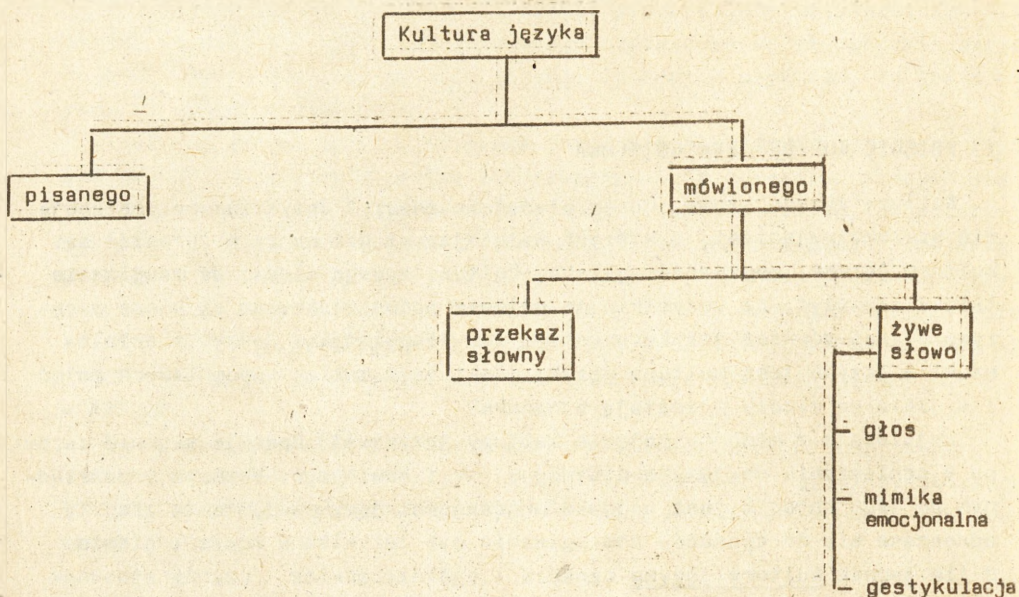 Kultura języka
pisanego
mówionego
przekaz
słowny
żywe
słowo
głos
mimika
emocjonalna
gestykulacja